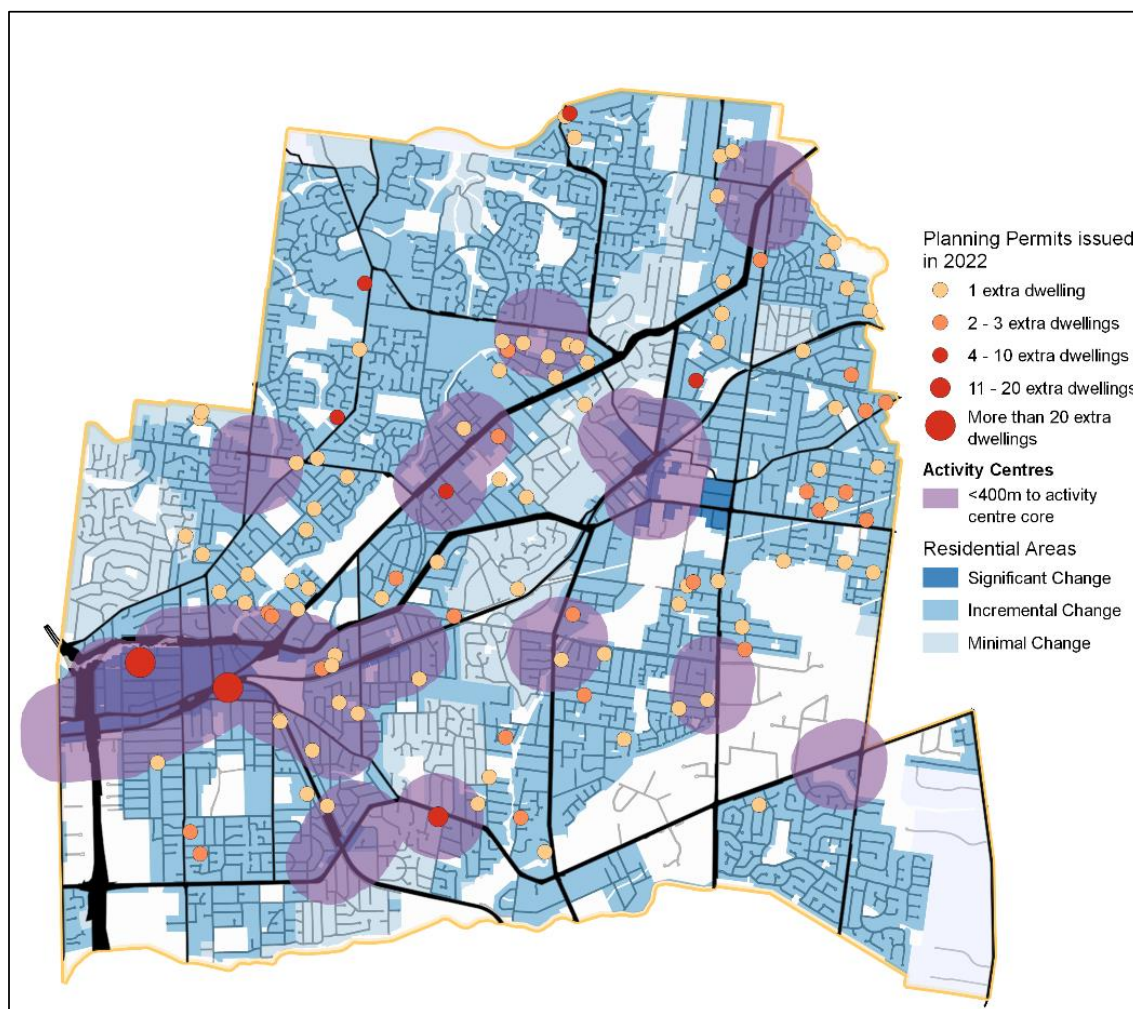 Planning Permits issued
in 2022
1 extra dwelling
2 - 3 extra dwellings
4 - 10 extra dwellings
11 - 20 extra dwellings
More than 20 extra
dwellings
Activity Centres
<400m to activity
centre core
Residential Areas
Significant Change
Incremental Change
Minimal Change